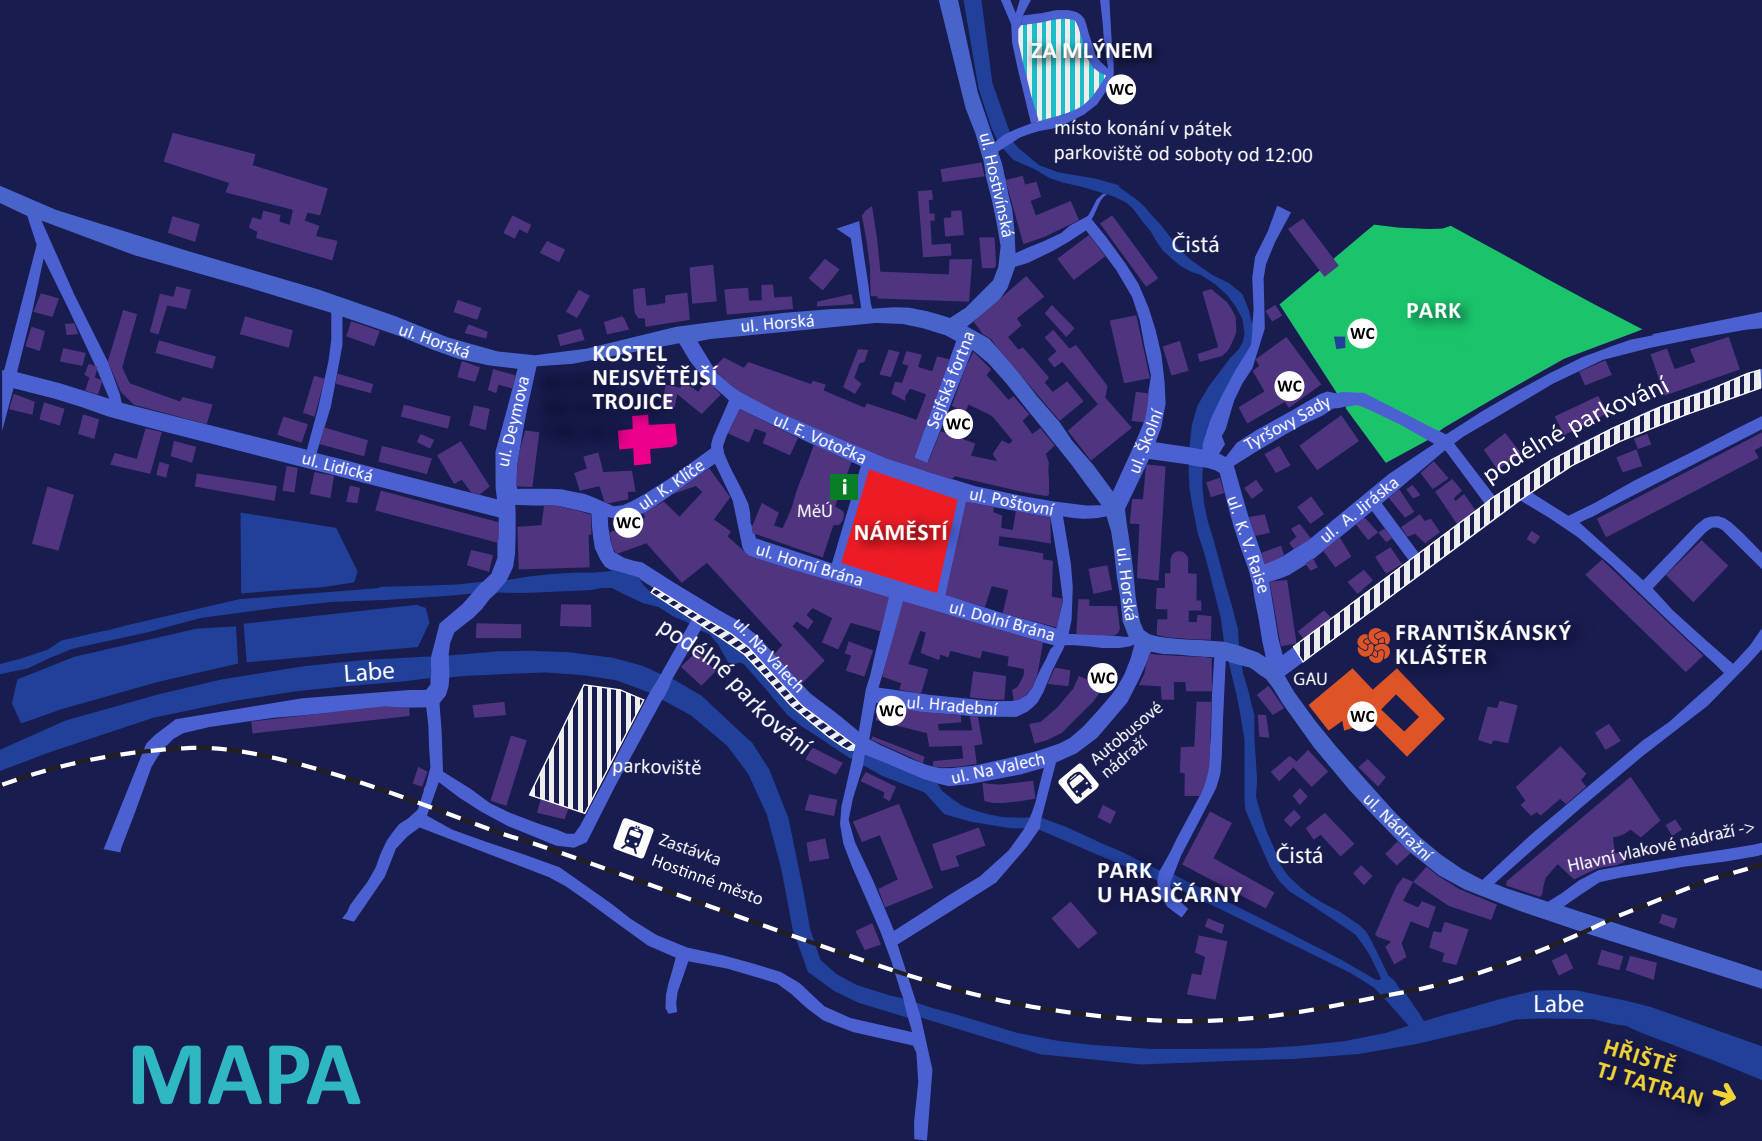 ZA MLÝNEM
WC
místo konání v pátek
parkoviště od soboty od 12:00
ul. Hostivínská
Čistá
PARK
WC
WC
ul. Horská
ul. Horská
KOSTEL
NEJSVĚTĚJŠÍ
TROJICE
ul. Deymova
Sejfská fortna
WC
ul. E. Votočka
ul. Školní
Tyršovy Sady
podélné parkování
ul. Lidická
ul. K. Klíče
WC
i
MěÚ
NÁMĚSTÍ
ul. Poštovní
ul. A. Jiráska
ul. K. V. Raise
ul. Horní Brána
ul. Horská
ul. Dolní Brána
ul. Na Valech
podélné parkování
FRANTIŠKÁNSKÝ
KLÁŠTER
GAU
WC
Labe
WC
ul. Hradební
WC
Autobusové
nádraží
ul. Na Valech
parkoviště
Zastávka
Hostinné město
ul. Nádražní
Čistá
Hlavní vlakové nádraží ->
PARK
U HASIČÁRNY
Labe
HŘIŠTĚ
TJ TATRAN
MAPA